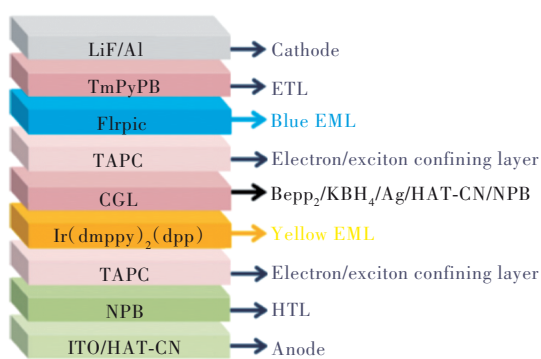 LiF/Al Cathode
TmPyPB ETL
Flrpic Blue EML
TAPC Electron/exciton confining layer
CGL Bepp₂/KBH₄/Ag/HAT-CN/NPB
Ir(dmppy)₂(dpp) Yellow EML
TAPC Electron/exciton confining layer
NPB HTL
ITO/HAT-CN Anode